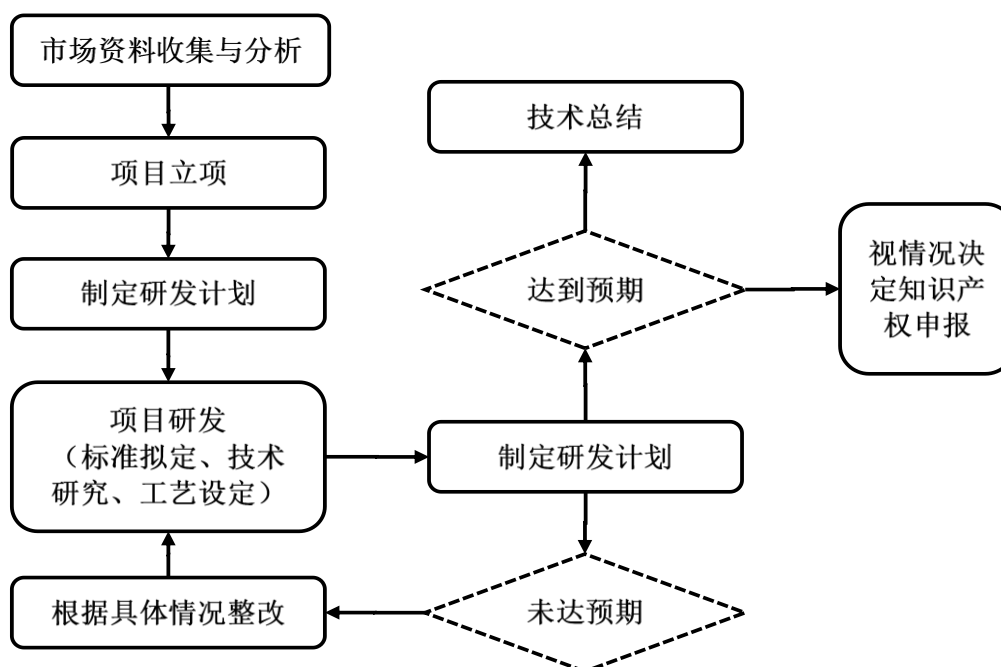 市场资料收集与分析
项目立项
制定研发计划
项目研发
（标准拟定、技术
研究、工艺设定）
根据具体情况整改
技术总结
达到预期
制定研发计划
未达预期
视情况决
定知识产
权申报